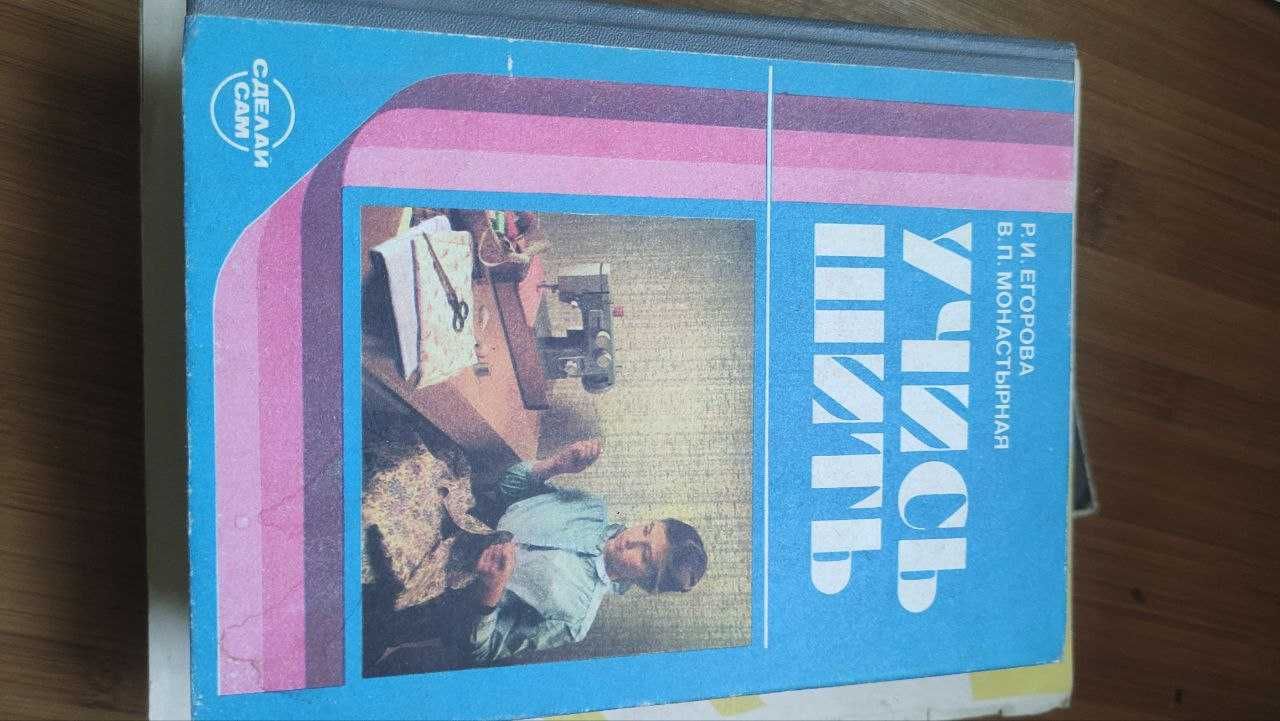 Р.И. ЕГОРОВА
В.П. МОНАСТЫРНАЯ
УЧИСЬ
ШИТЬ
СДЕЛАЙ
САМ